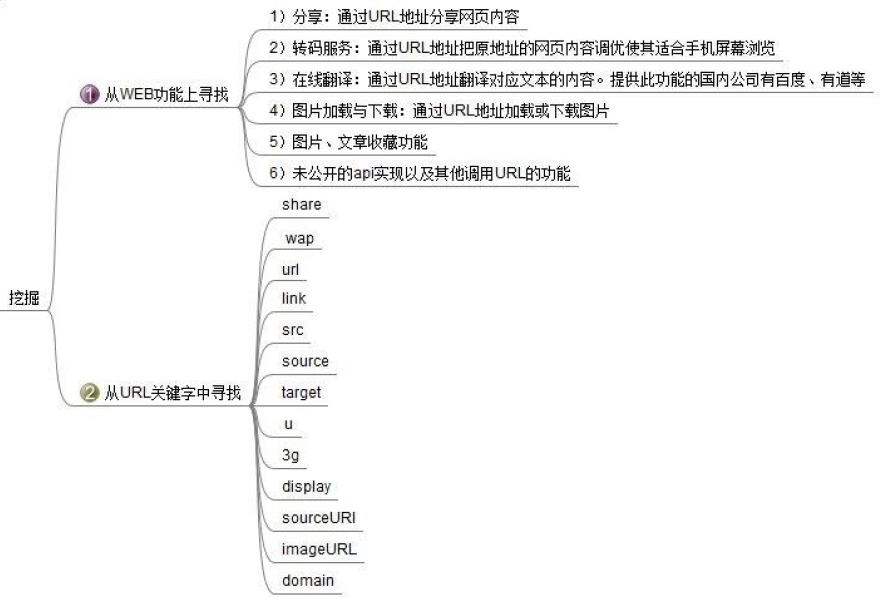 挖掘
1 从WEB功能上寻找
1）分享：通过URL地址分享网页内容
2）转码服务：通过URL地址把原地址的网页内容调优使其适合手机屏幕浏览
3）在线翻译：通过URL地址翻译对应文本的内容。提供此功能的国内公司有百度、有道等
4）图片加载与下载：通过URL地址加载或下载图片
5）图片、文章收藏功能
6）未公开的api实现以及其他调用URL的功能
2 从URL关键字中寻找
share
wap
url
link
src
source
target
u
3g
display
sourceURl
imageURL
domain